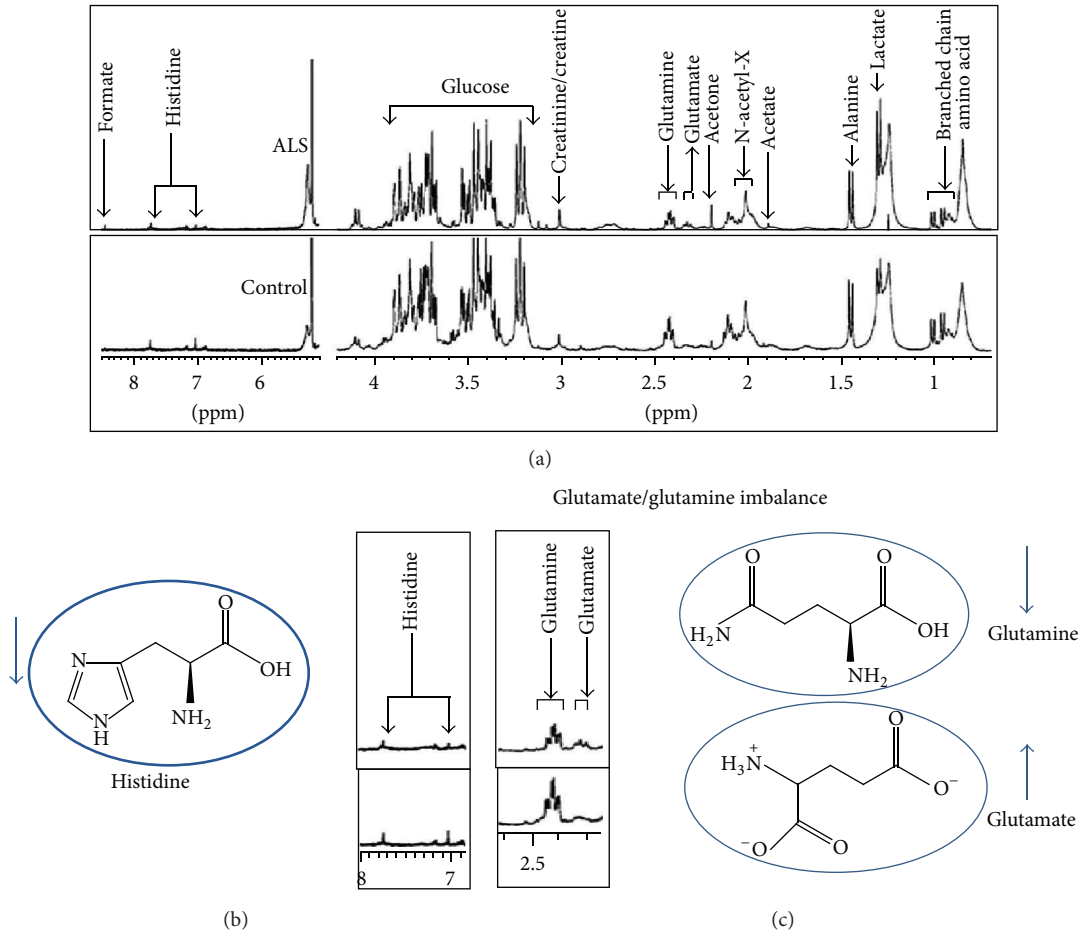 Formate
Histidine
ALS
Glucose
Creatinine/creatine
Glutamine
Glutamate
Acetone
N-acetyl-X
Acetate
Alanine
Lactate
Branched chain
amino acid
Control
8 7 6 4 3.5 3 2.5 2 1.5 1
(ppm) (ppm)
(a)
Glutamate/glutamine imbalance
Histidine
Glutamine
Glutamate
O
OH
N
NH2
N
H
Histidine
8 7
2.5
O O
H2N OH
NH2
Glutamine
O
H3N+
O−
−O O
Glutamate
(b) (c)